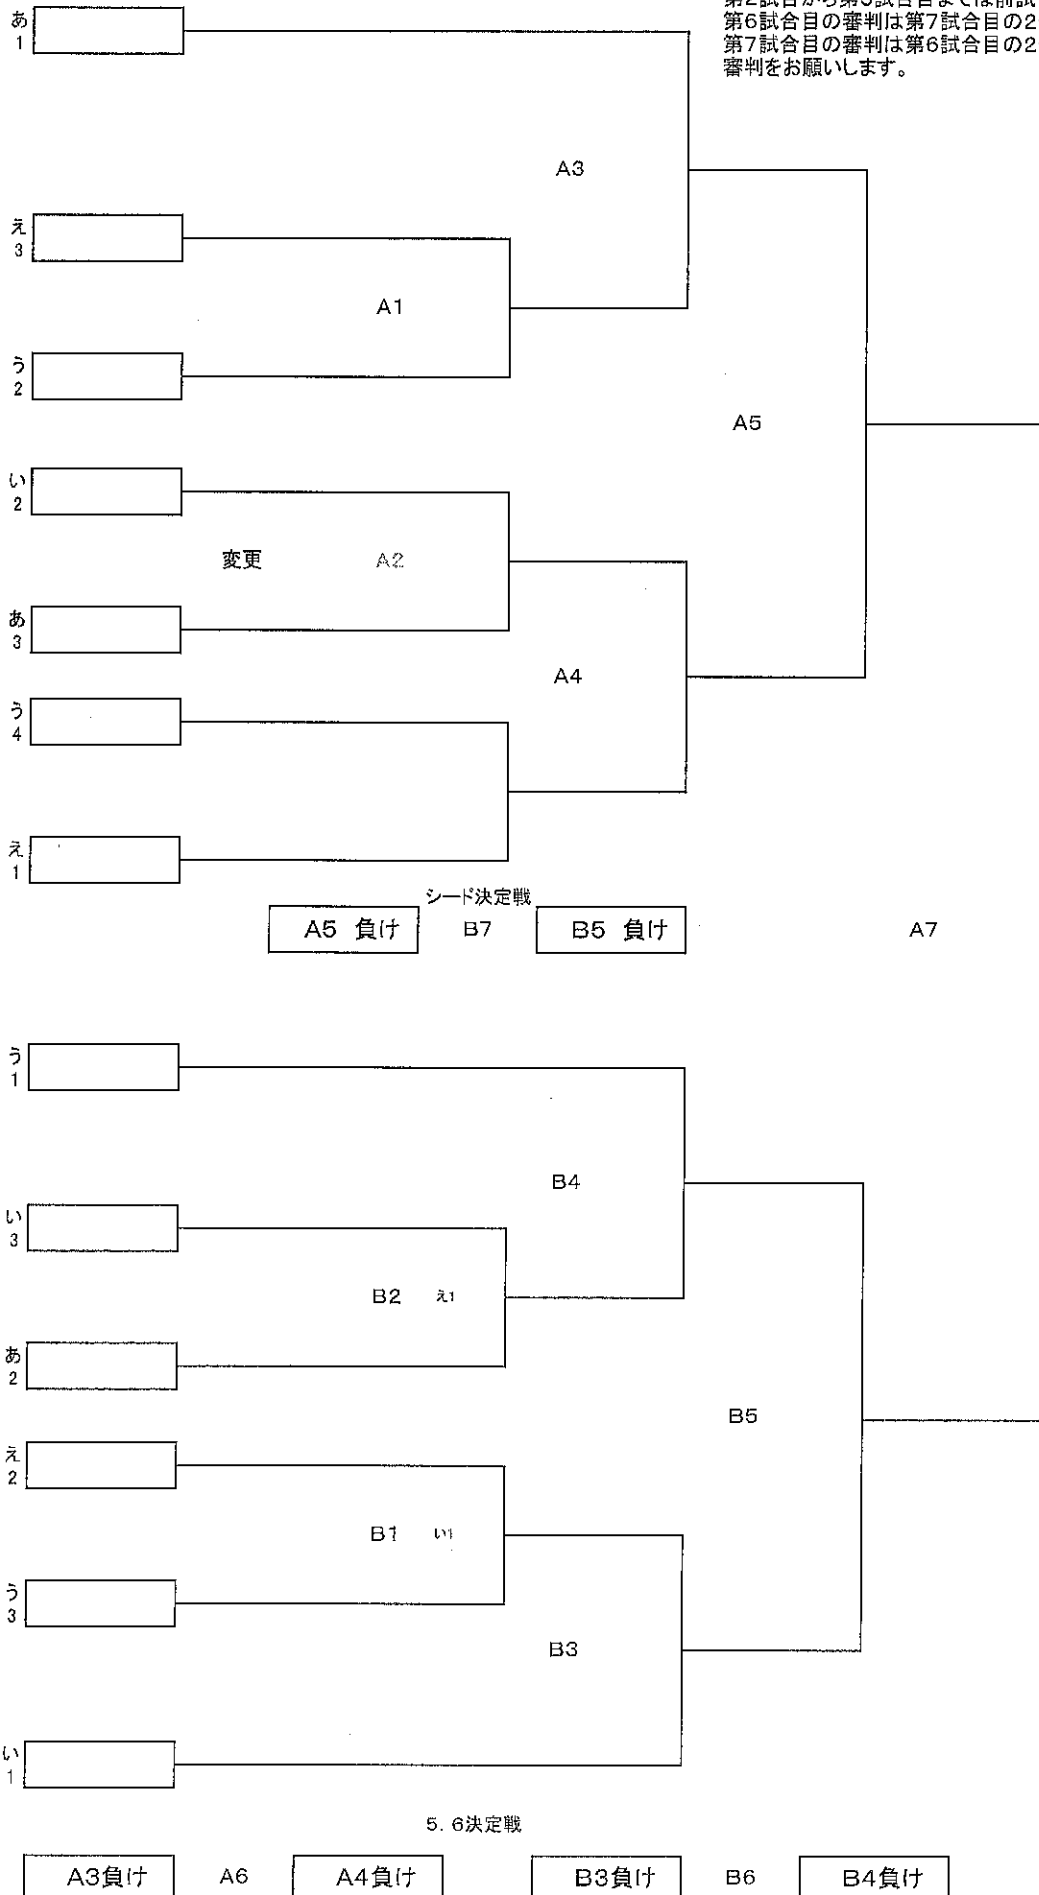 第2試合から第5試合目までは前試
第6試合目の審判は第7試合目の2
第7試合目の審判は第6試合目の2
審判をお願いします。
あ
1
A3
え
3
A1
う
2
A5
い
2
変更 A2
あ
3
A4
う
4
え
1
シード決定戦
A5 負け B7 B5 負け A7
う
1
B4
い
3
B2 え1
あ
2
B5
え
2
B1 い1
う
3
B3
い
1
5. 6決定戦
A3負け A6 A4負け B3負け B6 B4負け